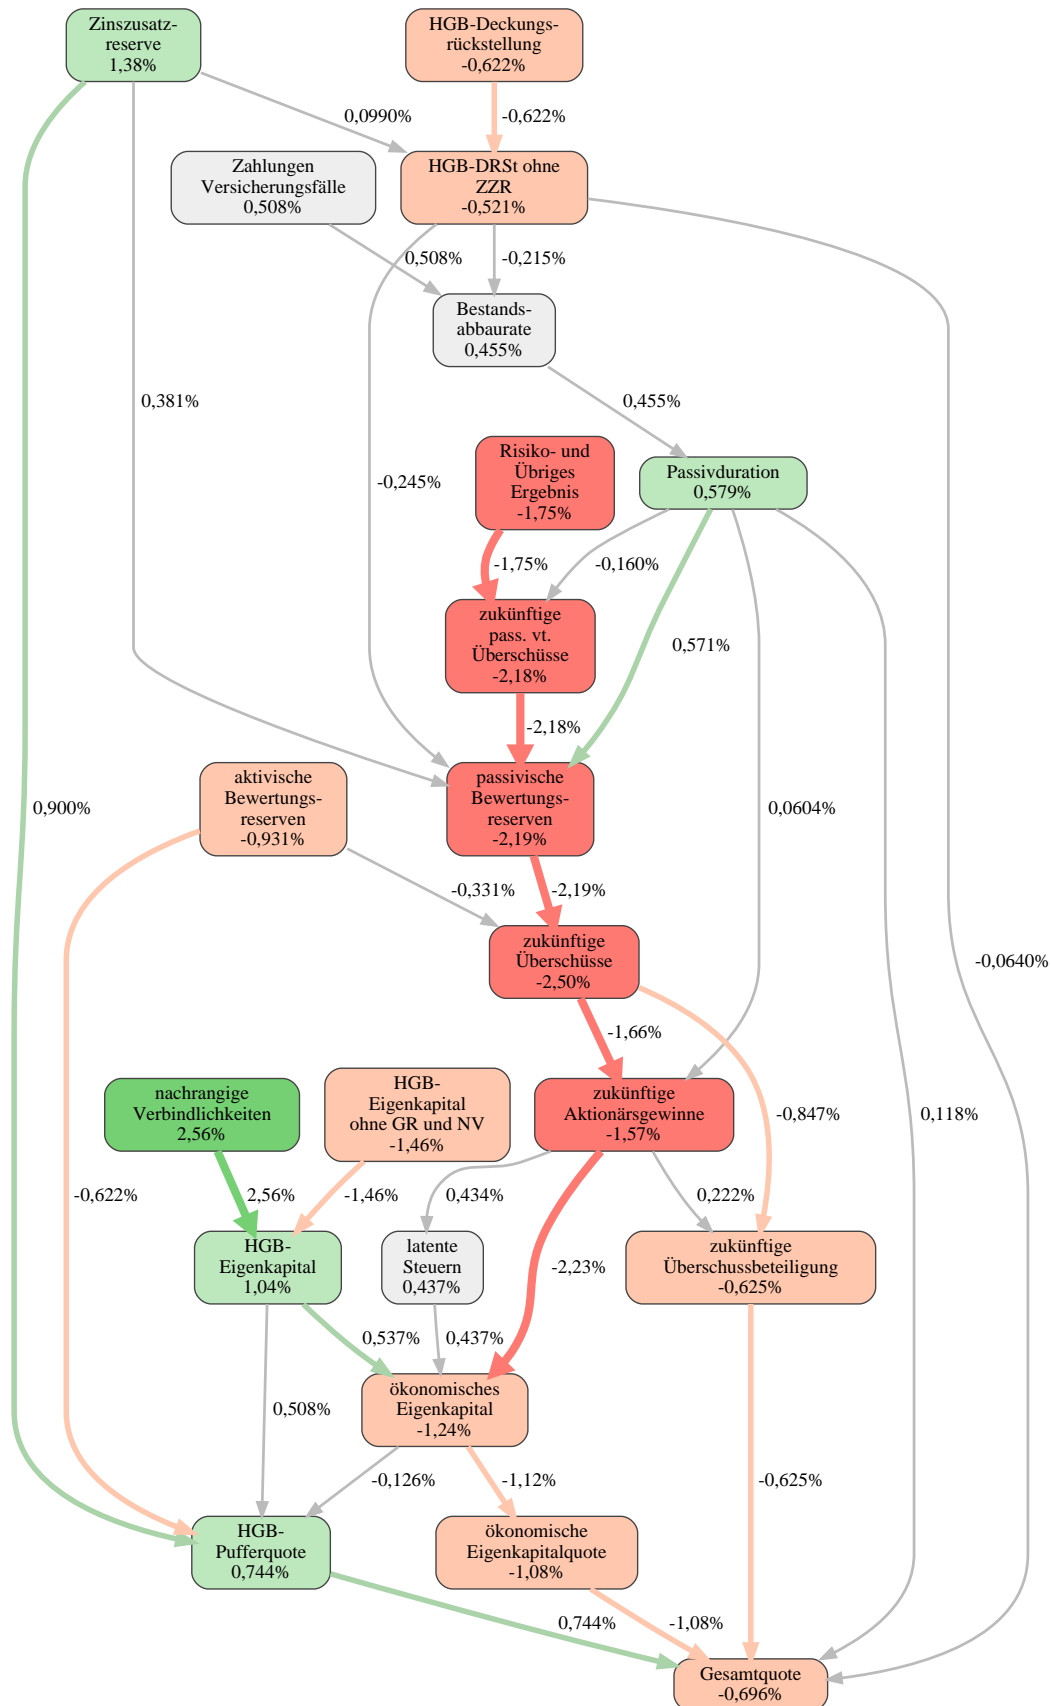 Zinszusatz-
reserve
1,38%
HGB-Deckungs-
rückstellung
-0,622%
0,0990%
-0,622%
Zahlungen
Versicherungsfälle
0,508%
HGB-DRSt ohne
ZZR
-0,521%
0,508%
-0,215%
Bestands-
abbaurate
0,455%
0,381%
0,455%
Risiko- und
Übriges
Ergebnis
-1,75%
Passivduration
0,579%
-0,245%
-1,75%
-0,160%
zukünftige
pass. vt.
Überschüsse
-2,18%
0,571%
-2,18%
aktivische
Bewertungs-
reserven
-0,931%
passivische
Bewertungs-
reserven
-2,19%
0,900%
0,0604%
-0,331%
-2,19%
zukünftige
Überschüsse
-2,50%
-0,0640%
-1,66%
nachrangige
Verbindlichkeiten
2,56%
HGB-
Eigenkapital
ohne GR und NV
-1,46%
zukünftige
Aktionärsgewinne
-1,57%
-0,847%
0,118%
-0,622%
2,56%
-1,46%
0,434%
0,222%
HGB-
Eigenkapital
1,04%
latente
Steuern
0,437%
-2,23%
zukünftige
Überschussbeteiligung
-0,625%
0,537%
0,437%
ökonomisches
Eigenkapital
-1,24%
0,508%
-0,126%
-1,12%
-0,625%
HGB-
Pufferquote
0,744%
ökonomische
Eigenkapitalquote
-1,08%
0,744%
-1,08%
Gesamtquote
-0,696%